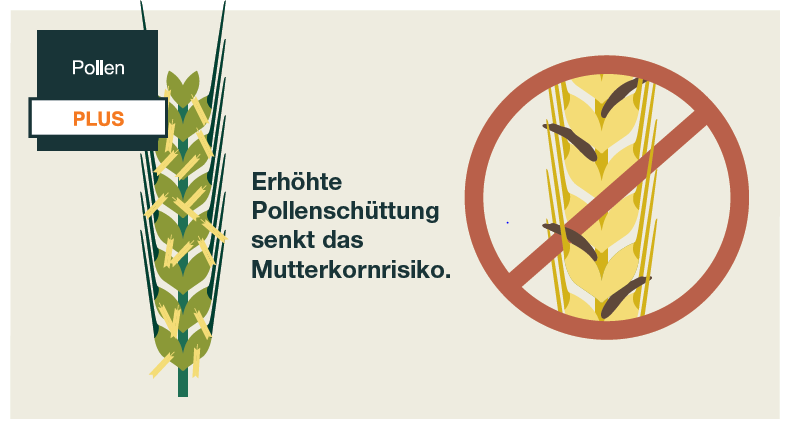 Pollen
PLUS
Erhöhte
Pollenschüttung
senkt das
Mutterkornrisiko.